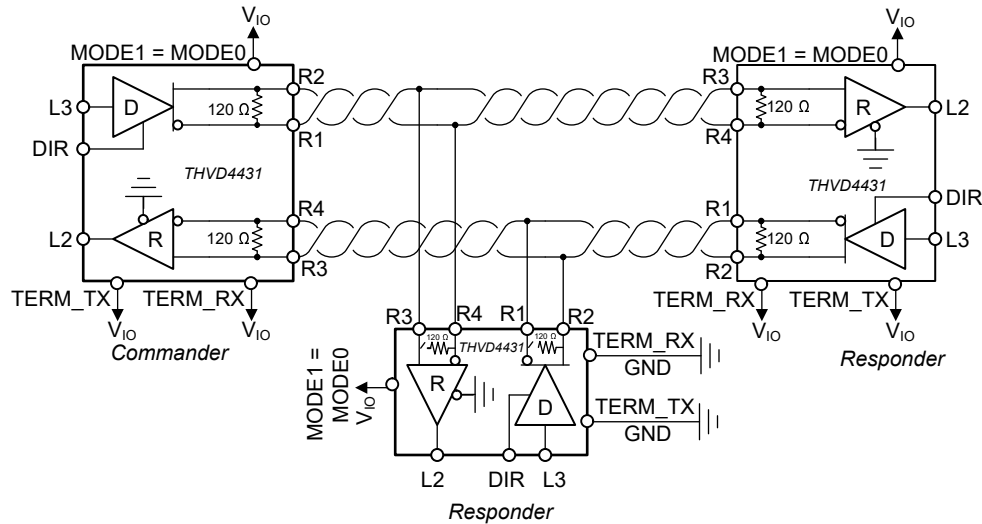 VIO
VIO
MODE1 = MODE0
MODE1 = MODE0
L3
D
120 Ω
R2
R1
DIR
THVD4431
L2
R
120 Ω
R4
R3
TERM_TX
TERM_RX
VIO
VIO
Commander
R3
R4
120 Ω
R
L2
THVD4431
DIR
R1
R2
120 Ω
D
L3
TERM_RX
TERM_TX
VIO
VIO
Responder
R3
R4
R1
R2
120 Ω
THVD4431
120 Ω
TERM_RX
GND
MODE1 =
MODE0
VIO
R
D
TERM_TX
GND
L2
DIR
L3
Responder